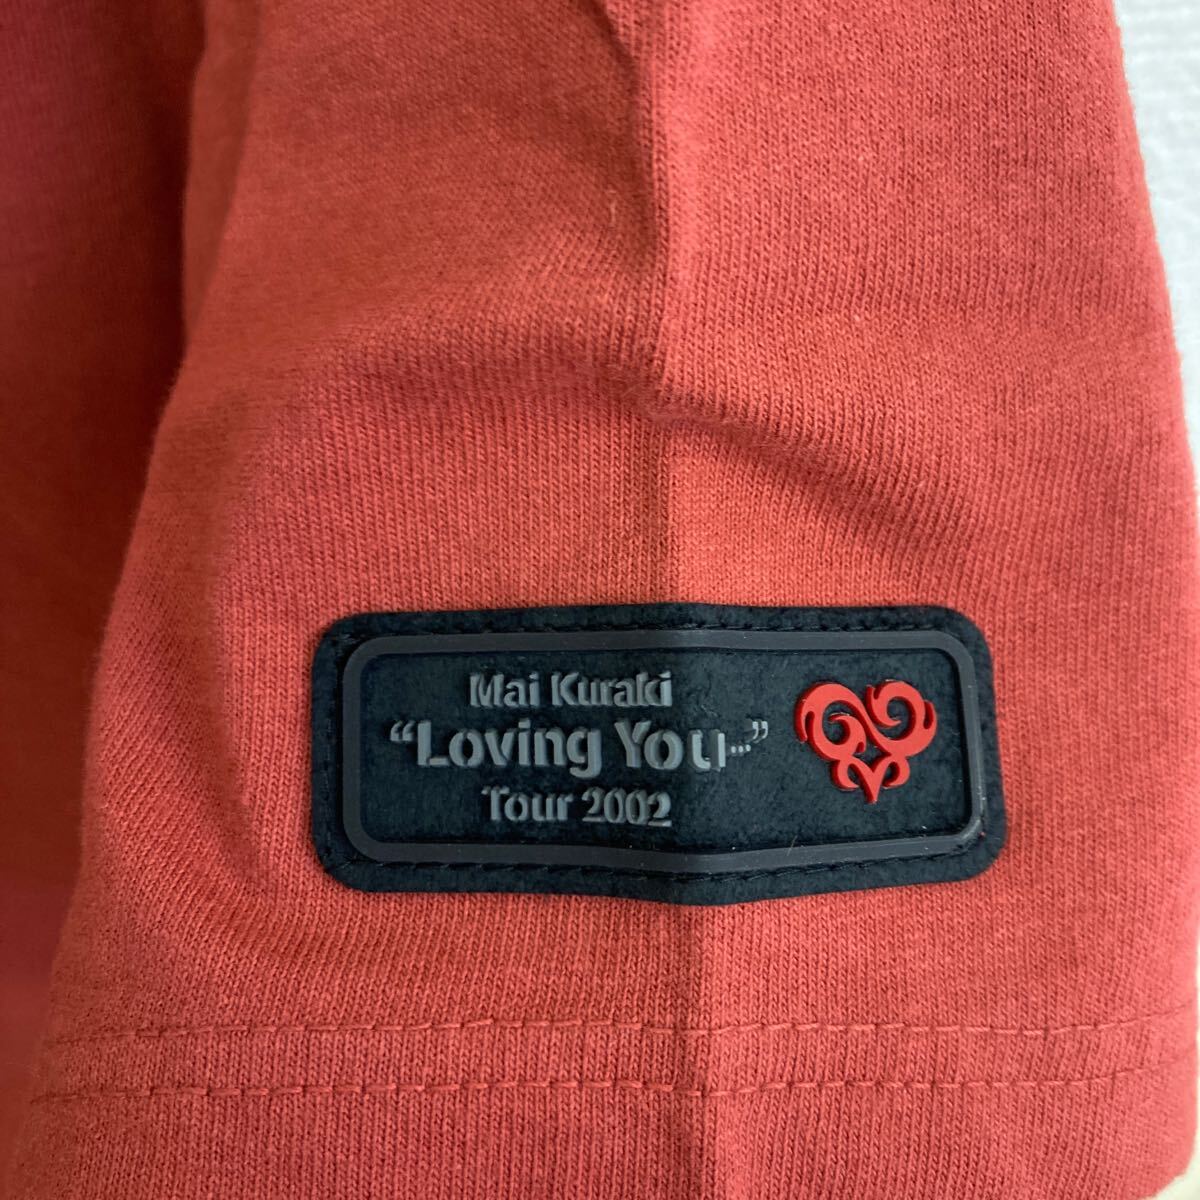 Mai Kuraki
“Loving You...”
Tour 2002